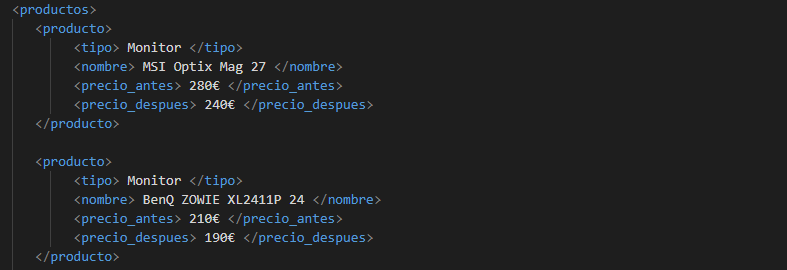 <productos>
<producto>
<tipo> Monitor </tipo>
<nombre> MSI Optix Mag 27 </nombre>
<precio_antes> 280€ </precio_antes>
<precio_despues> 240€ </precio_despues>
</producto>
<producto>
<tipo> Monitor </tipo>
<nombre> BenQ ZOWIE XL2411P 24 </nombre>
<precio_antes> 210€ </precio_antes>
<precio_despues> 190€ </precio_despues>
</producto>